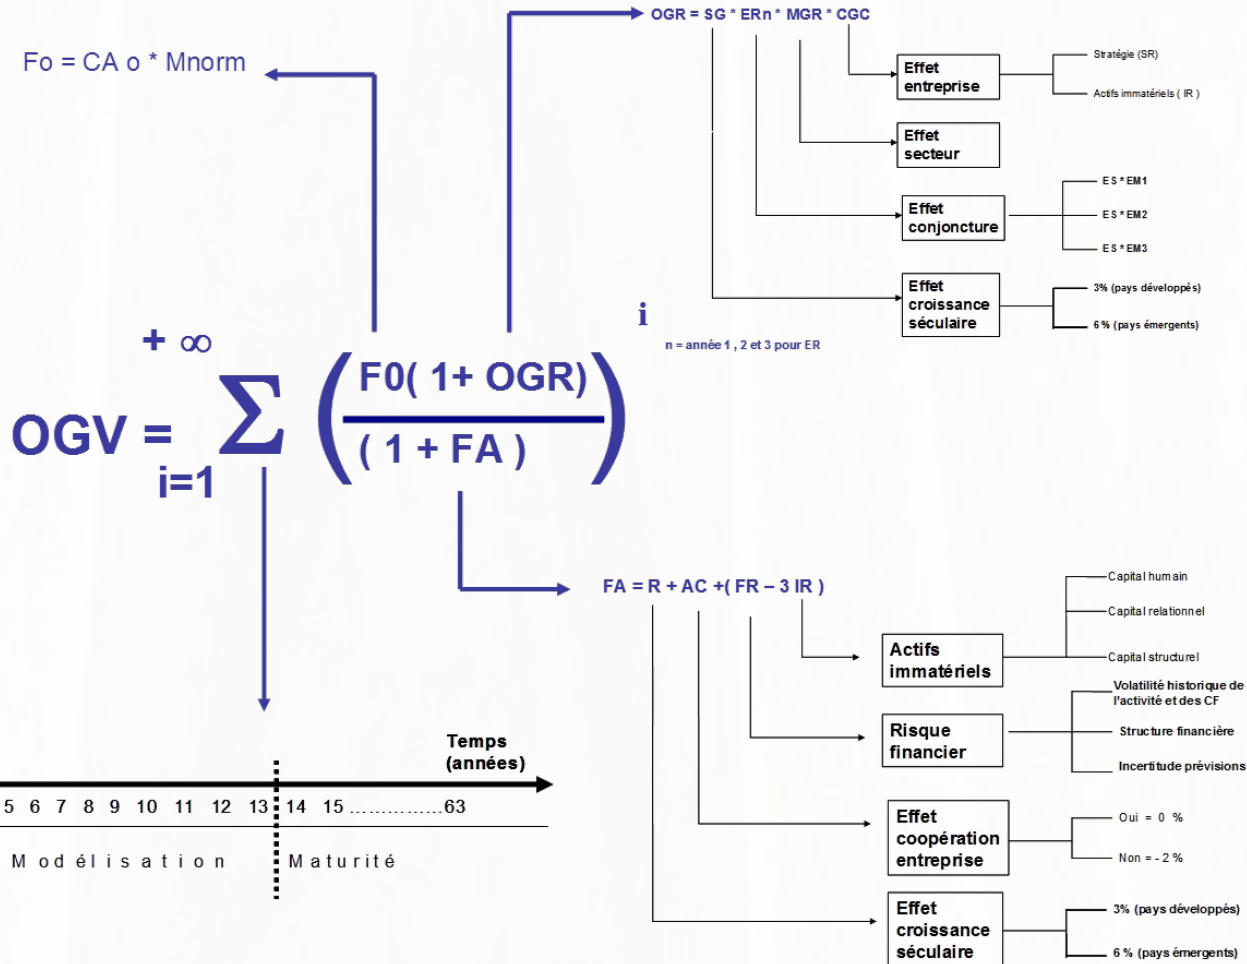 OGR = SG * ERn * MGR * CGC
Fo = CA o * Mnorm
Effet
entreprise
Stratégie (SR)
Actifs immatériels ( IR )
Effet
secteur
Effet
conjoncture
ES * EM1
ES * EM2
ES * EM3
Effet
croissance
séculaire
3% (pays développés)
6 % (pays émergents)
n = année 1 , 2 et 3 pour ER
OGV =
+ ∞
Σ
i=1
F0( 1+ OGR)
( 1 + FA )
i
FA = R + AC +( FR – 3 IR )
Actifs
immatériels
Capital humain
Capital relationnel
Capital structurel
Risque
financier
Volatilité historique de
l'activité et des CF
Structure financière
Incertitude prévisions
Effet
coopération
entreprise
Oui = 0 %
Non = - 2 %
Effet
croissance
séculaire
3% (pays développés)
6 % (pays émergents)
Temps
(années)
5 6 7 8 9 10 11 12 13 14 15 ……………63
Modélisation Maturité